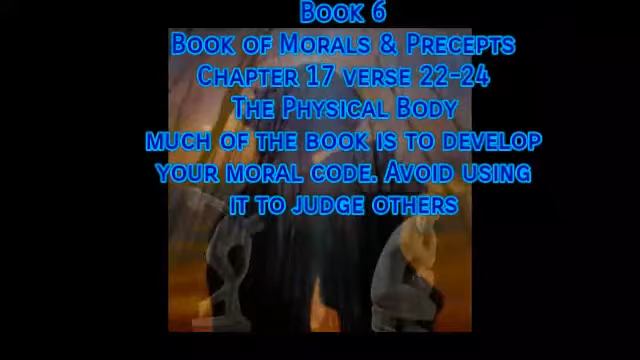 Book 6
Book of Morals & Precepts
Chapter 17 verse 22-24
The Physical Body
much of the book is to develop
your moral code. Avoid using
it to judge others